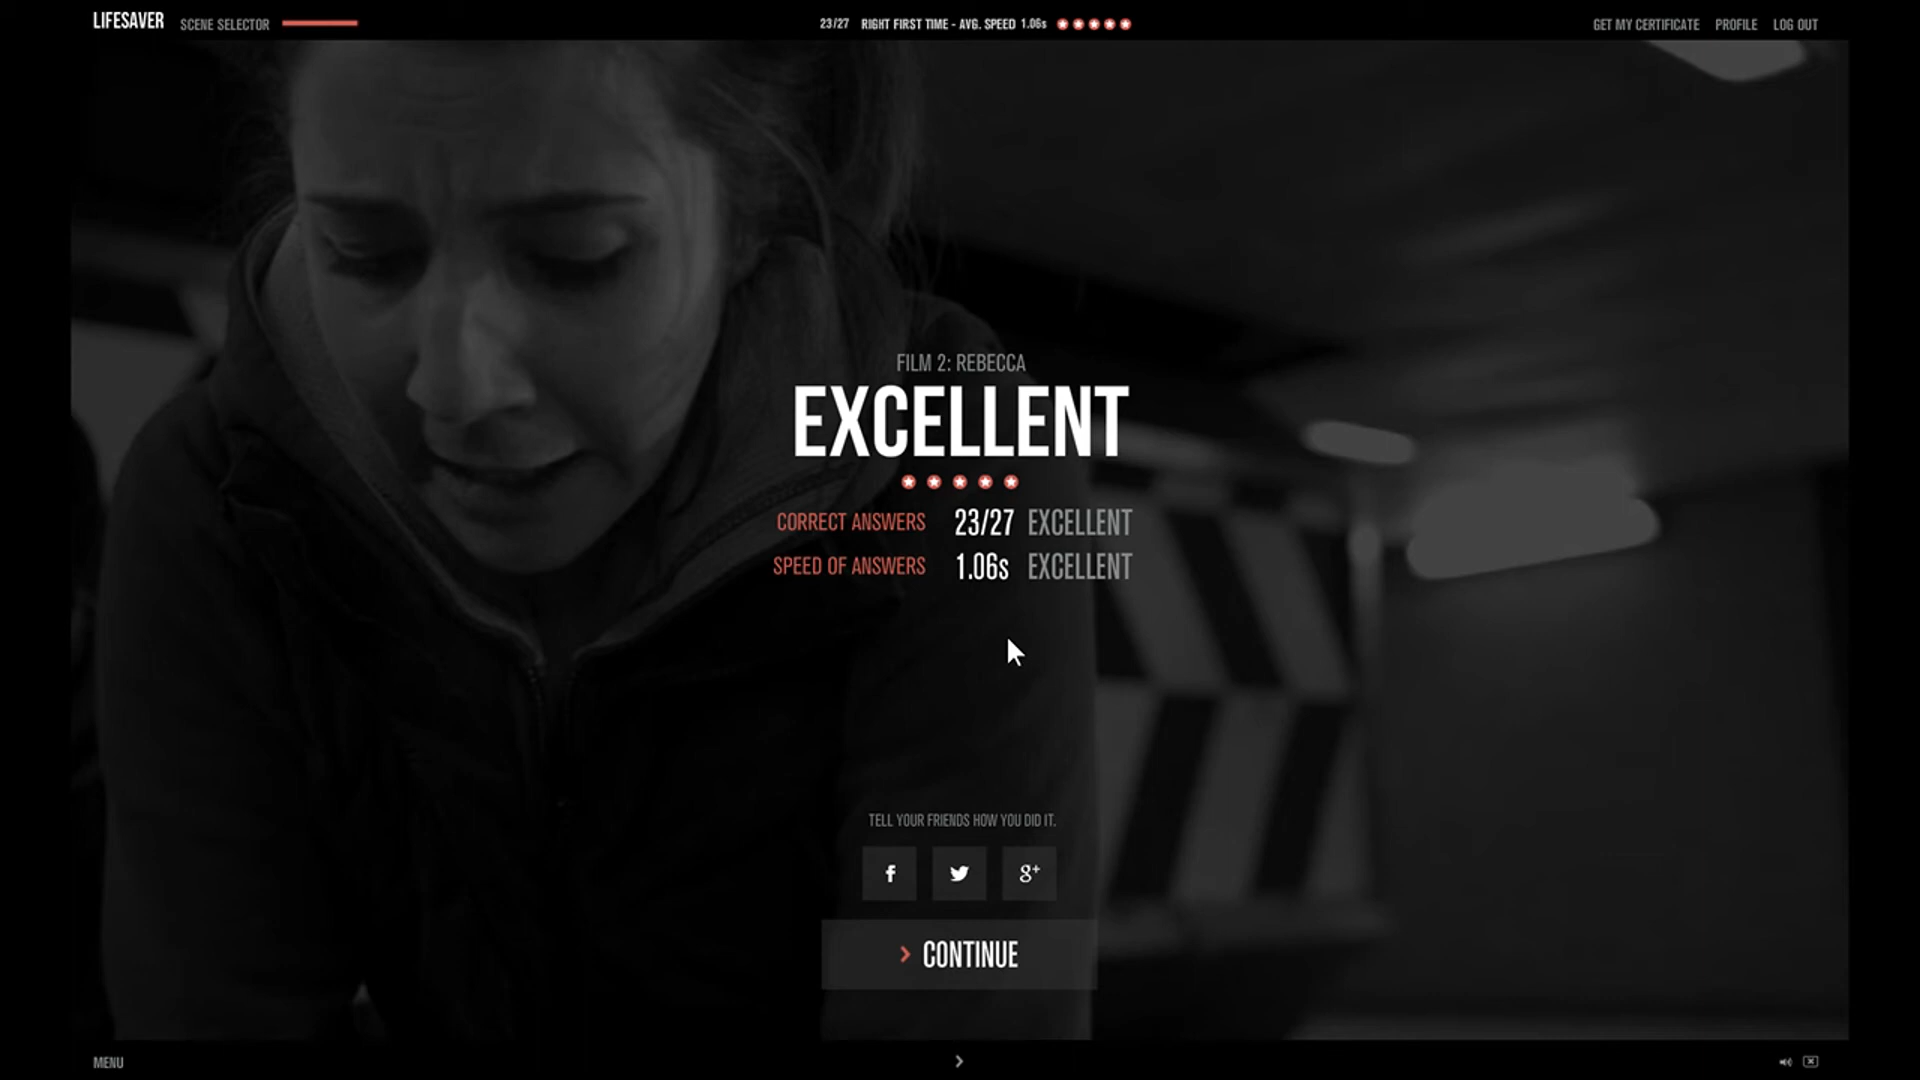 LIFESAVER SCENE SELECTOR 23/27 RIGHT FIRST TIME - AVG. SPEED 1.06s GET MY CERTIFICATE PROFILE LOG OUT
FILM 2: REBECCA
EXCELLENT
CORRECT ANSWERS 23/27 EXCELLENT
SPEED OF ANSWERS 1.06s EXCELLENT
TELL YOUR FRIENDS HOW YOU DID IT.
f g+
> CONTINUE
MENU